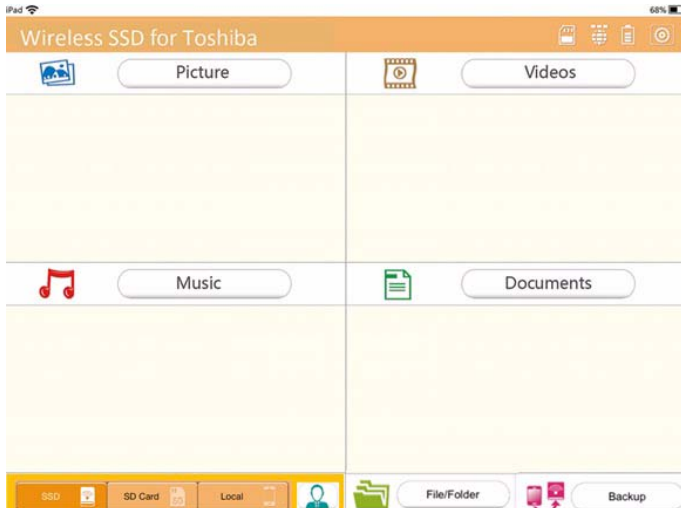 iPad 68%
Wireless SSD for Toshiba
Picture Videos
Music Documents
SSD SD Card Local File/Folder Backup